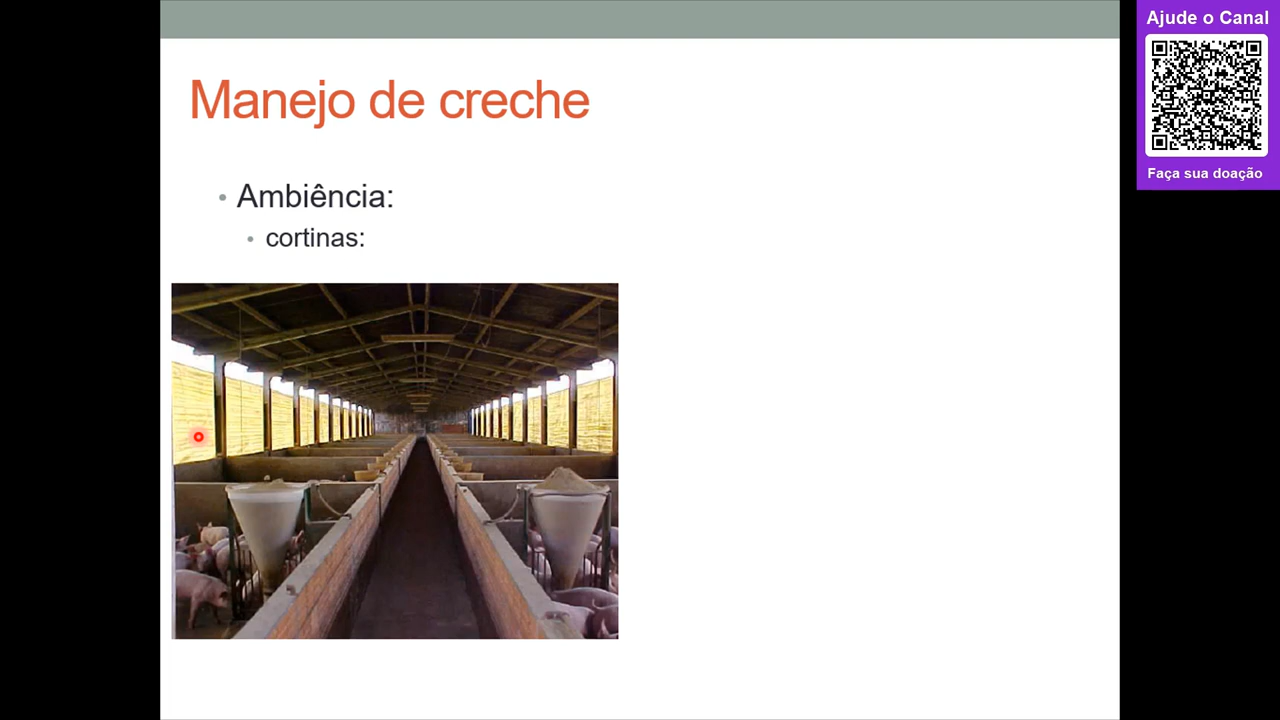 Manejo de creche
• Ambiência:
• cortinas:
Ajude o Canal
Faça sua doação